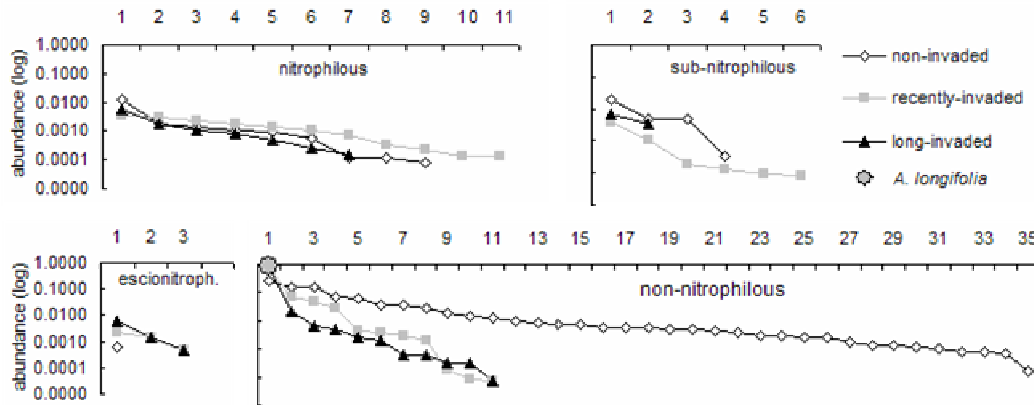 1 2 3 4 5 6 7 8 9 10 11
1.0000
0.1000
0.0100
0.0010
0.0001
0.0000
abundance (log)
nitrophilous
1 2 3 4 5 6
sub-nitrophilous
non-invaded
recently-invaded
long-invaded
A. longifolia
1 2 3
1.0000
0.1000
0.0100
0.0010
0.0001
0.0000
abundance (log)
escionitroph.
1 3 5 7 9 11 13 15 17 19 21 23 25 27 29 31 33 35
non-nitrophilous